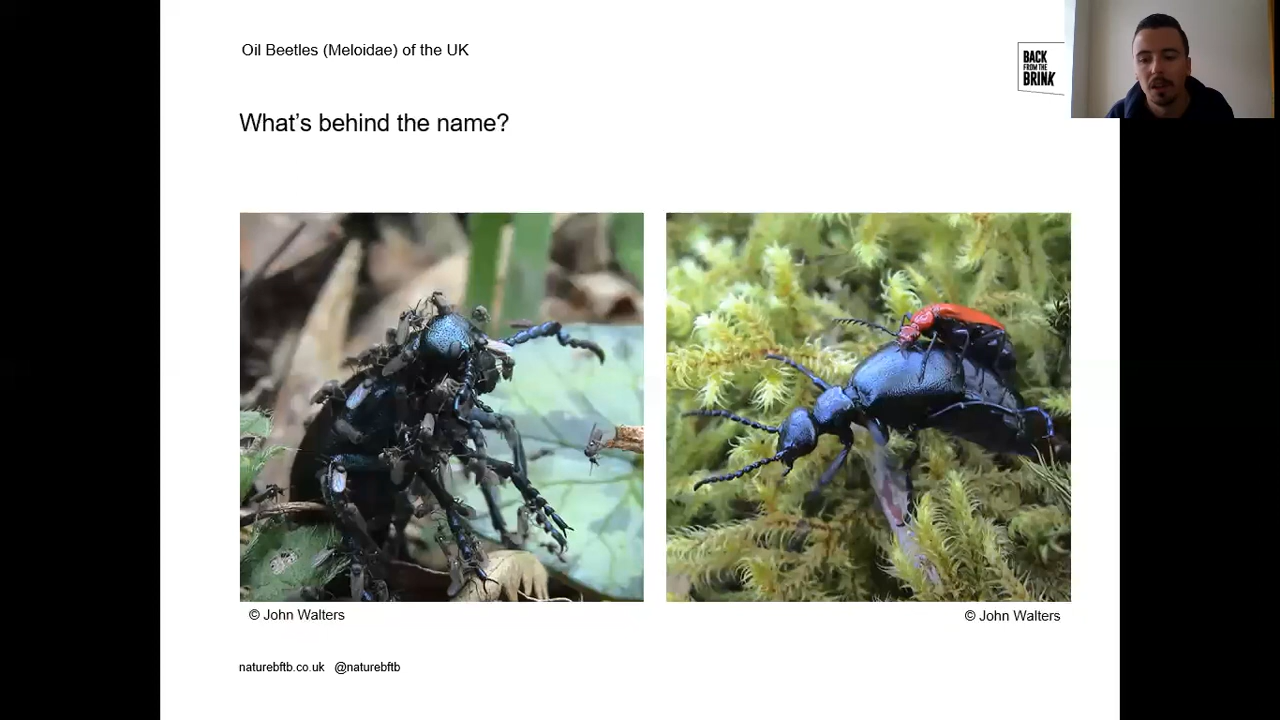 Oil Beetles (Meloidae) of the UK
BACK
FROM THE
BRINK
What's behind the name?
© John Walters
© John Walters
naturebftb.co.uk @naturebftb